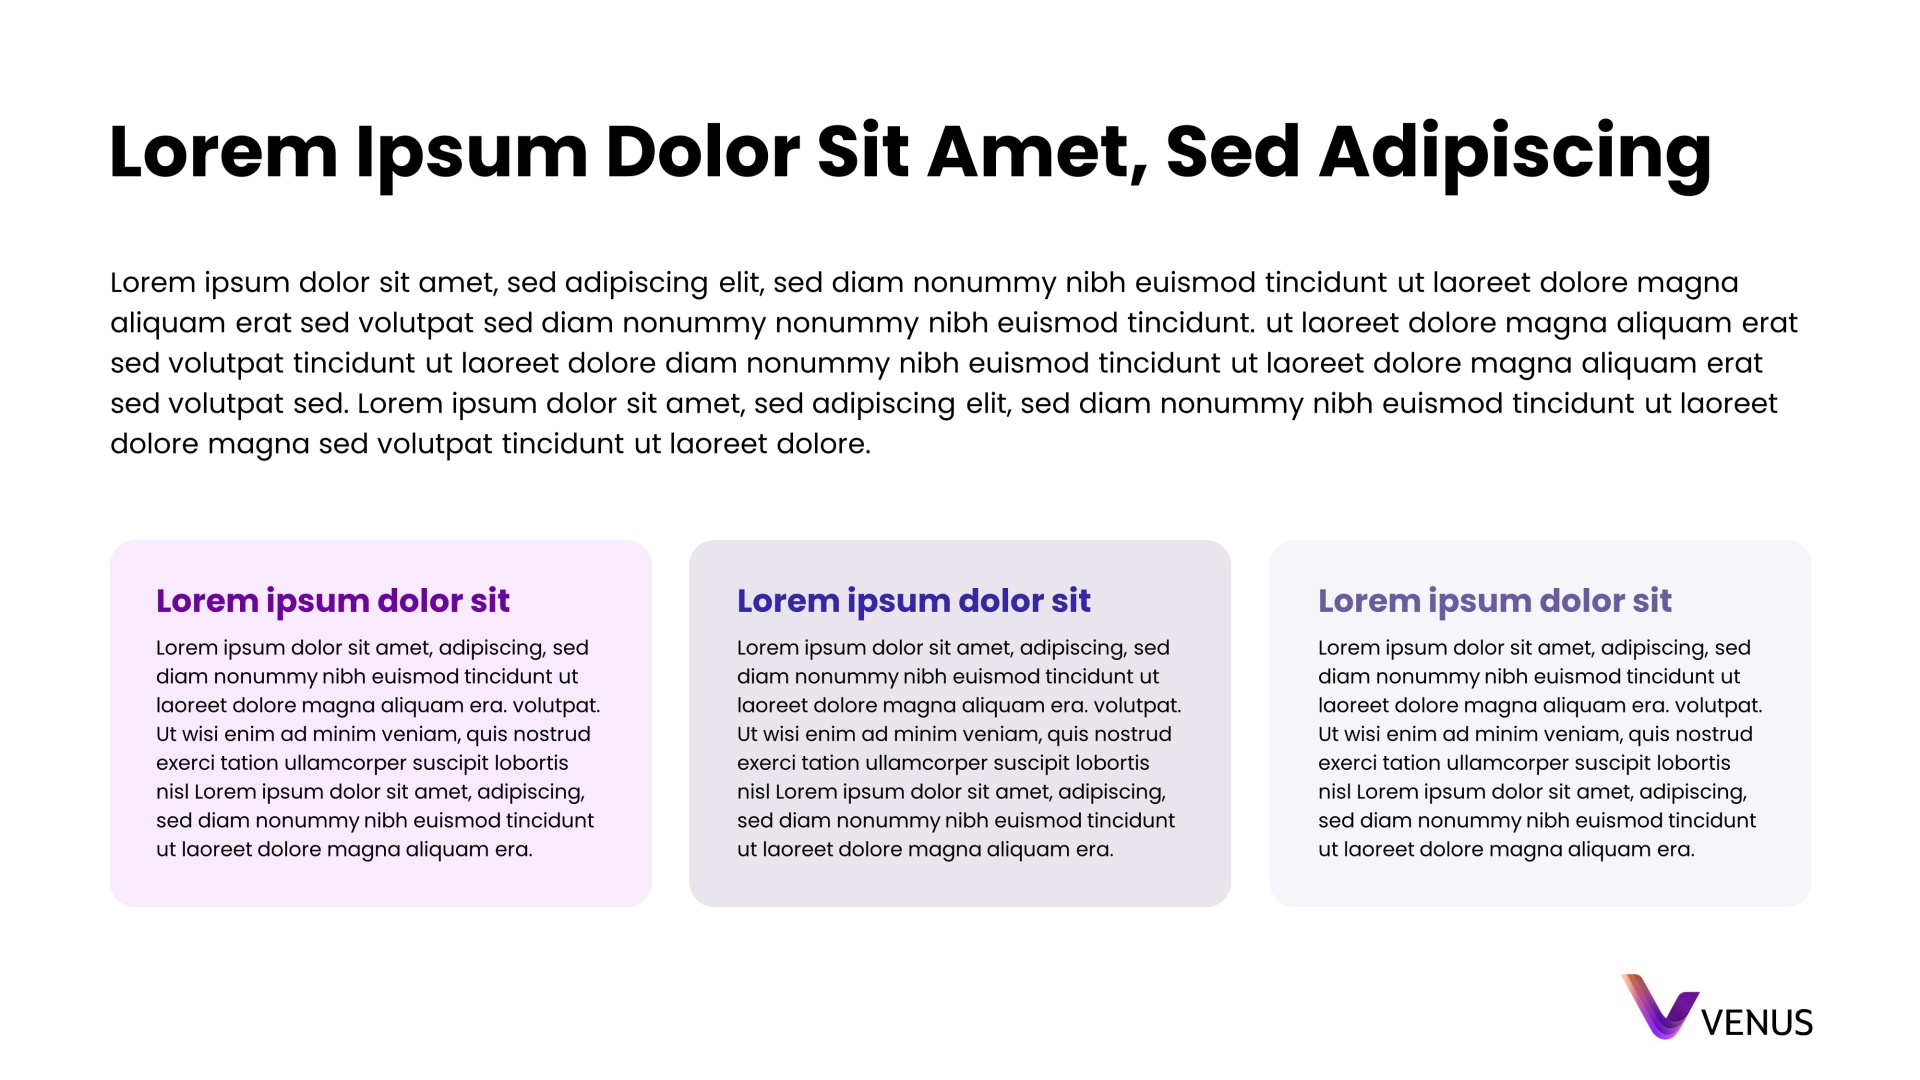 Lorem Ipsum Dolor Sit Amet, Sed Adipiscing
Lorem ipsum dolor sit amet, sed adipiscing elit, sed diam nonummy nibh euismod tincidunt ut laoreet dolore magna
aliquam erat sed volutpat sed diam nonummy nonummy nibh euismod tincidunt. ut laoreet dolore magna aliquam erat
sed volutpat tincidunt ut laoreet dolore diam nonummy nibh euismod tincidunt ut laoreet dolore magna aliquam erat
sed volutpat sed. Lorem ipsum dolor sit amet, sed adipiscing elit, sed diam nonummy nibh euismod tincidunt ut laoreet
dolore magna sed volutpat tincidunt ut laoreet dolore.
Lorem ipsum dolor sit
Lorem ipsum dolor sit amet, adipiscing, sed
diam nonummy nibh euismod tincidunt ut
laoreet dolore magna aliquam era. volutpat.
Ut wisi enim ad minim veniam, quis nostrud
exerci tation ullamcorper suscipit lobortis
nisl Lorem ipsum dolor sit amet, adipiscing,
sed diam nonummy nibh euismod tincidunt
ut laoreet dolore magna aliquam era.
Lorem ipsum dolor sit
Lorem ipsum dolor sit amet, adipiscing, sed
diam nonummy nibh euismod tincidunt ut
laoreet dolore magna aliquam era. volutpat.
Ut wisi enim ad minim veniam, quis nostrud
exerci tation ullamcorper suscipit lobortis
nisl Lorem ipsum dolor sit amet, adipiscing,
sed diam nonummy nibh euismod tincidunt
ut laoreet dolore magna aliquam era.
Lorem ipsum dolor sit
Lorem ipsum dolor sit amet, adipiscing, sed
diam nonummy nibh euismod tincidunt ut
laoreet dolore magna aliquam era. volutpat.
Ut wisi enim ad minim veniam, quis nostrud
exerci tation ullamcorper suscipit lobortis
nisl Lorem ipsum dolor sit amet, adipiscing,
sed diam nonummy nibh euismod tincidunt
ut laoreet dolore magna aliquam era.
VENUS